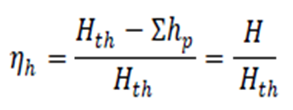 η_h = (H_th − Σh_p) / H_th = H / H_th